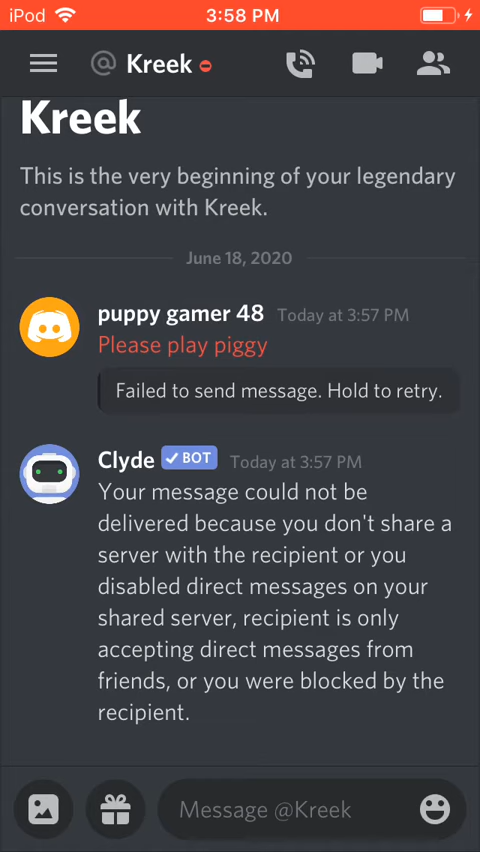 iPod 3:58 PM
@ Kreek
Kreek
This is the very beginning of your legendary
conversation with Kreek.
June 18, 2020
puppy gamer 48 Today at 3:57 PM
Please play piggy
Failed to send message. Hold to retry.
Clyde BOT Today at 3:57 PM
Your message could not be
delivered because you don't share a
server with the recipient or you
disabled direct messages on your
shared server, recipient is only
accepting direct messages from
friends, or you were blocked by the
recipient.
Message @Kreek